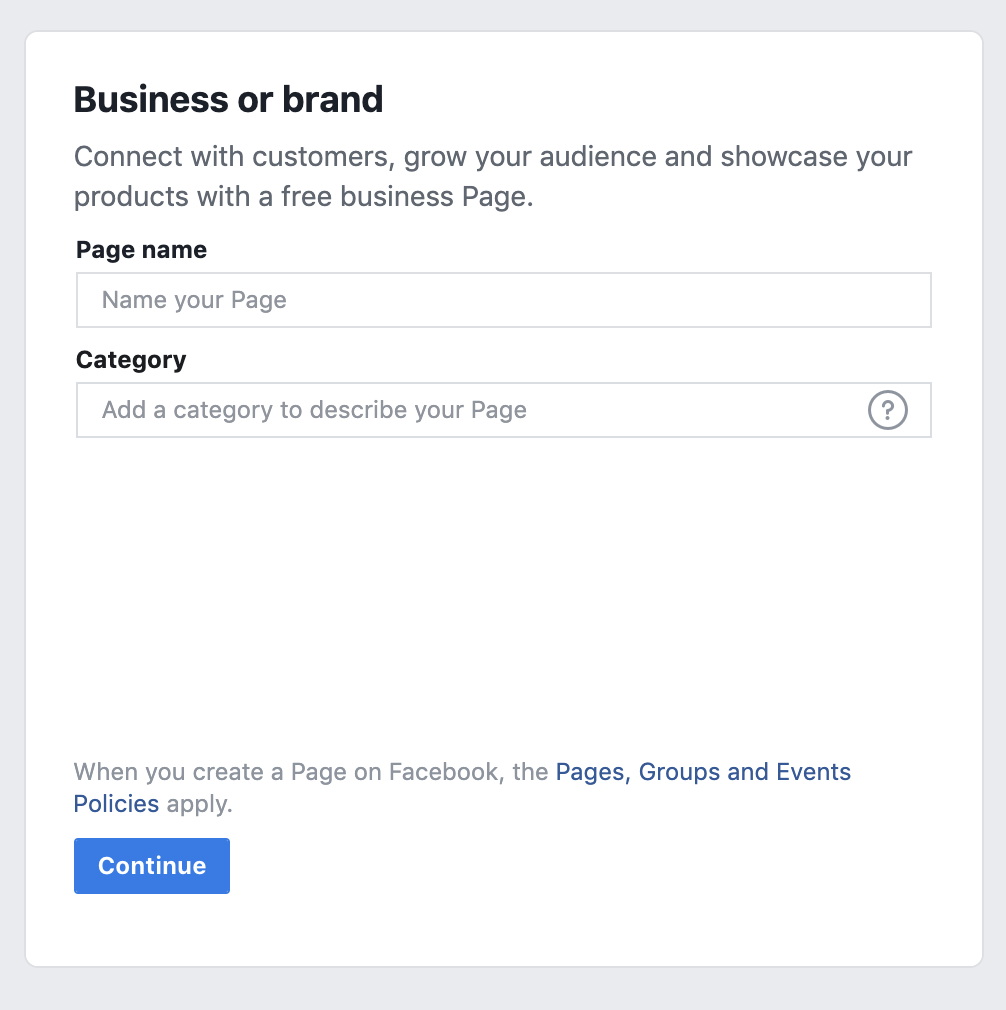 Business or brand
Connect with customers, grow your audience and showcase your
products with a free business Page.
Page name
Name your Page
Category
Add a category to describe your Page
?
When you create a Page on Facebook, the Pages, Groups and Events
Policies apply.
Continue